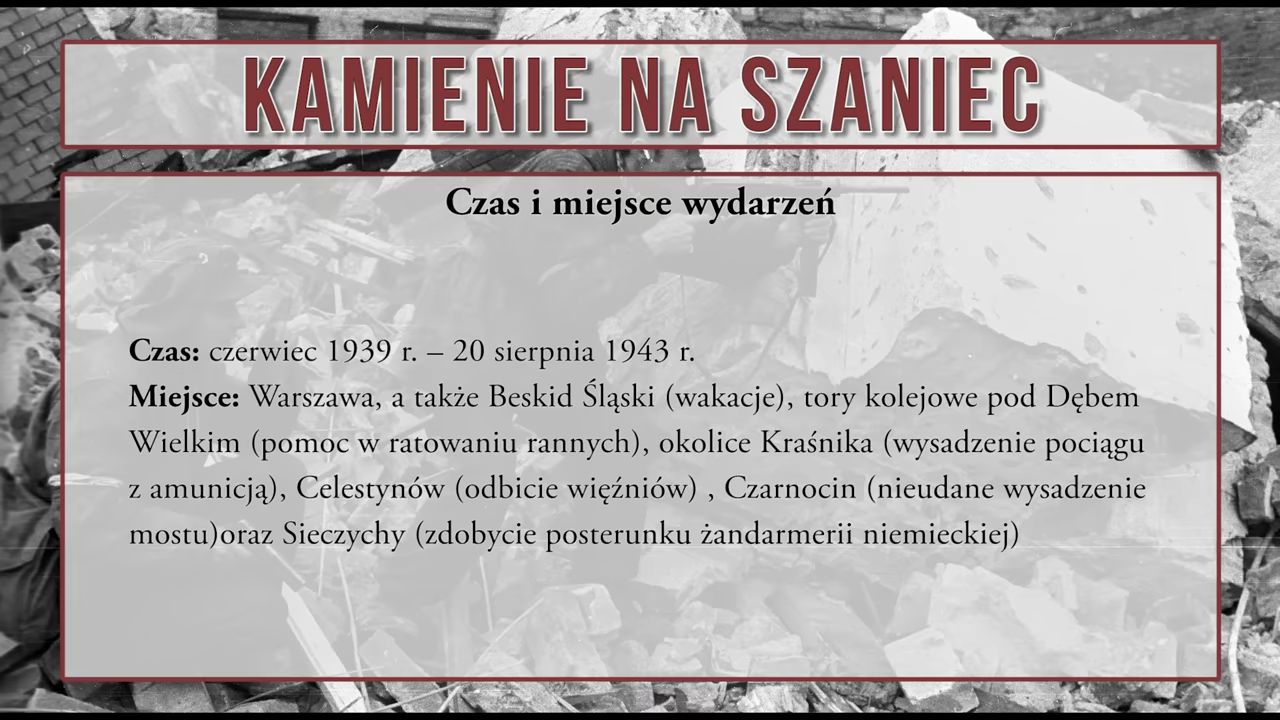 KAMIENIE NA SZANIEC
Czas i miejsce wydarzeń
Czas: czerwiec 1939 r. – 20 sierpnia 1943 r.
Miejsce: Warszawa, a także Beskid Śląski (wakacje), tory kolejowe pod Dębem
Wielkim (pomoc w ratowaniu rannych), okolice Kraśnika (wysadzenie pociągu
z amunicją), Celestynów (odbicie więźniów) , Czarnocin (nieudane wysadzenie
mostu)oraz Sieczychy (zdobycie posterunku żandarmerii niemieckiej)